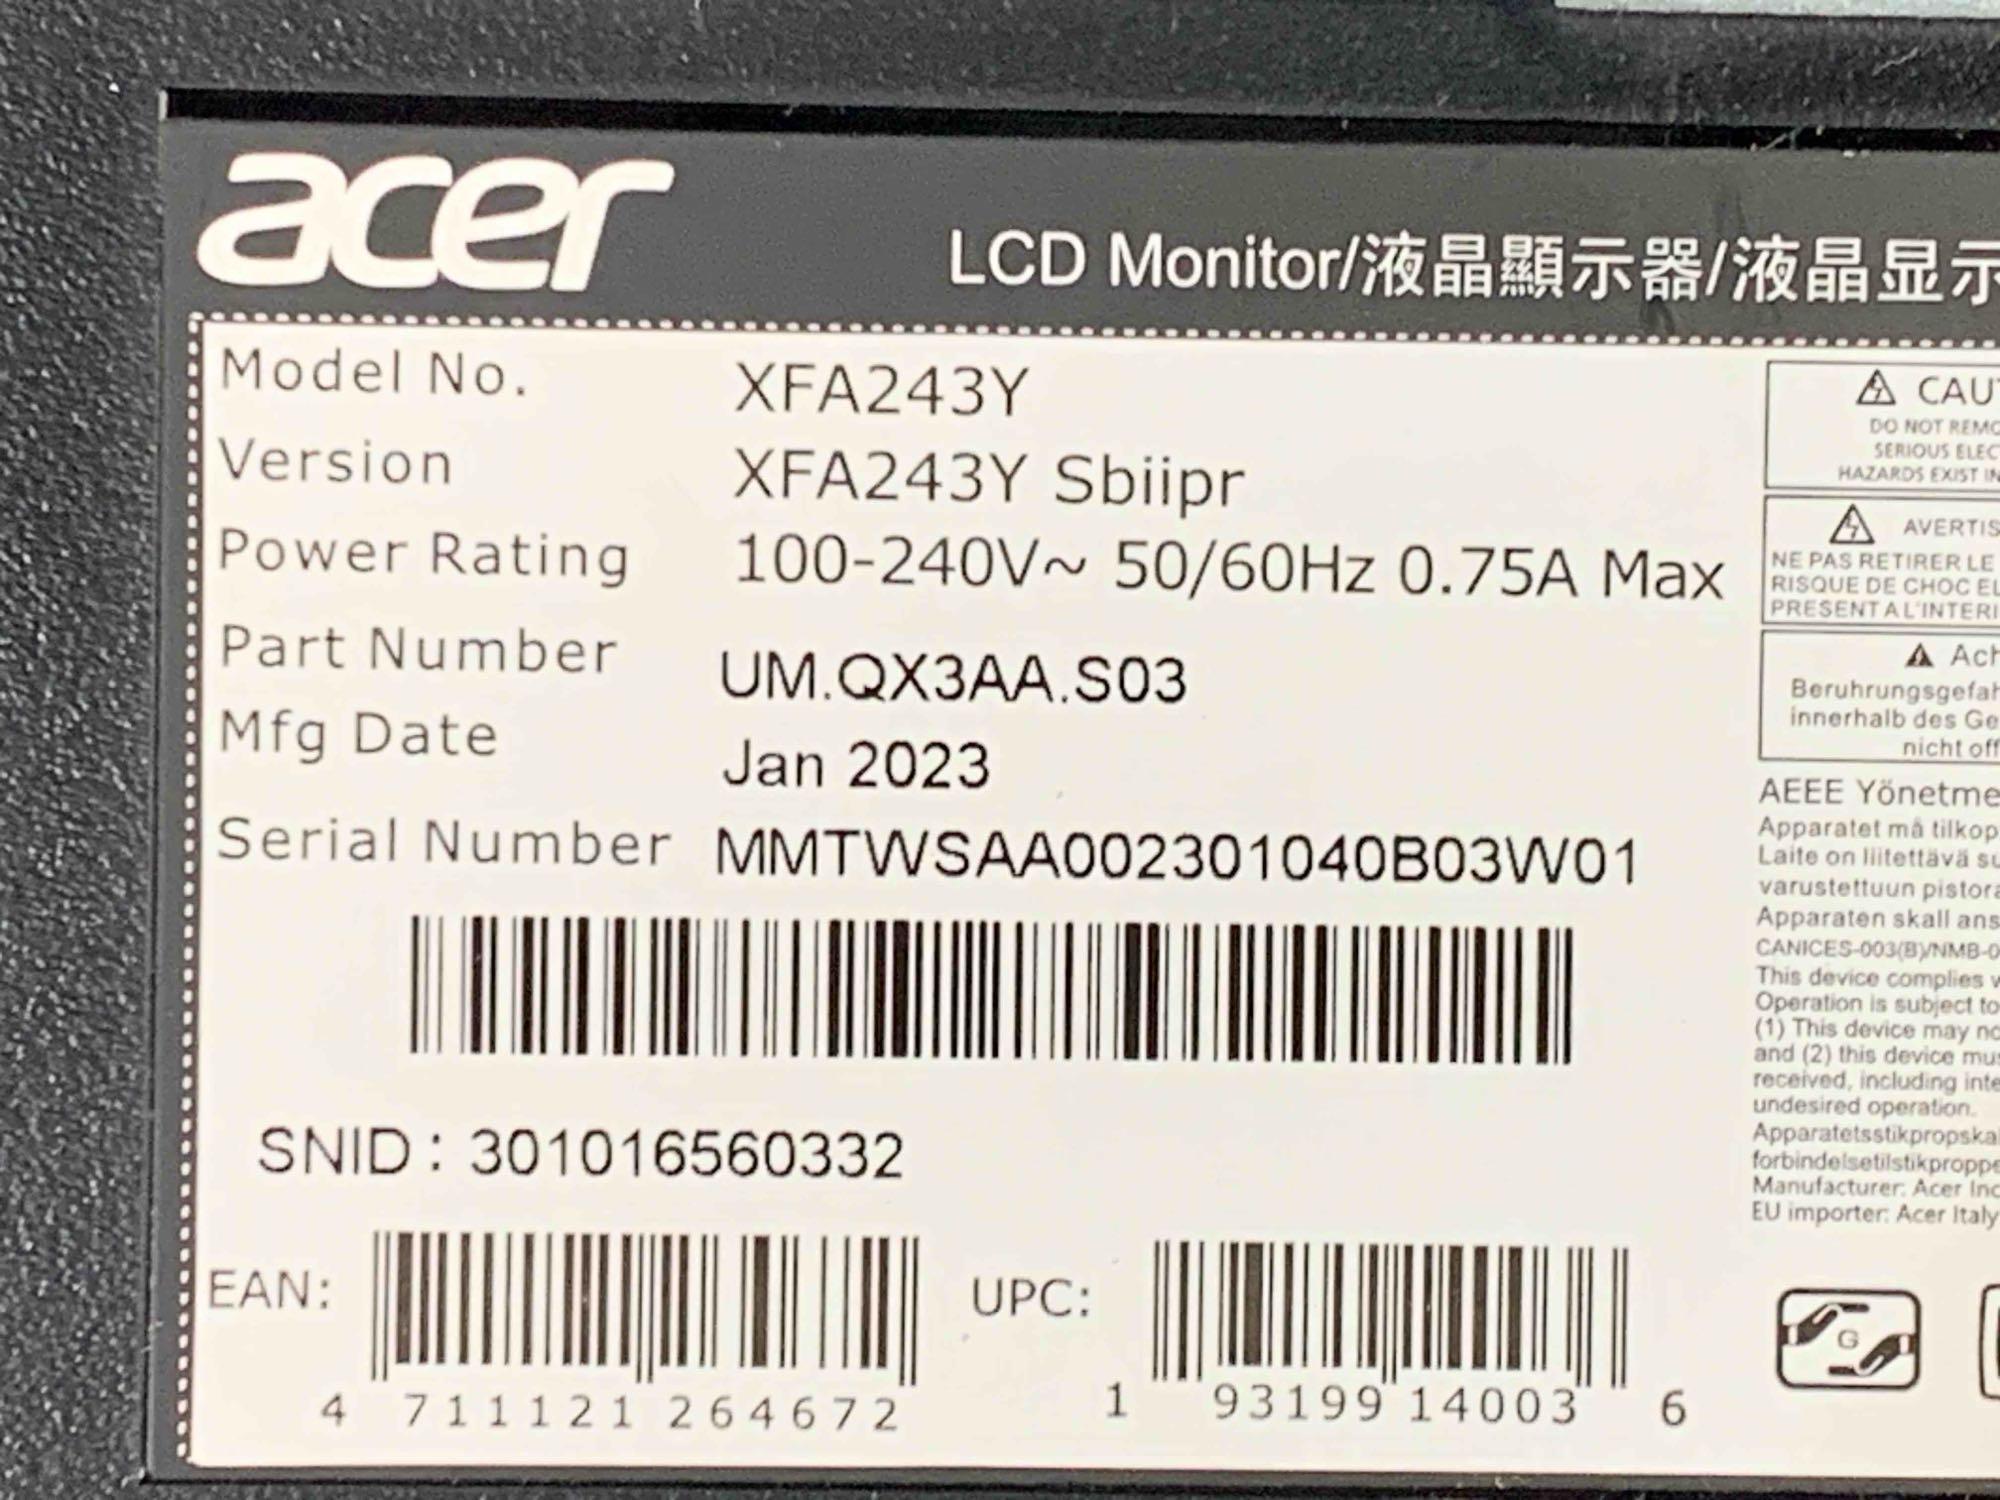 acer
LCD Monitor/液晶顯示器/液晶显示
Model No. XFA243Y
Version XFA243Y Sbiipr
Power Rating 100-240V~ 50/60Hz 0.75A Max
Part Number UM.QX3AA.S03
Mfg Date Jan 2023
Serial Number MMTWSAA002301040B03W01
SNID : 301016560332
EAN:
4 711121 264672
UPC:
1 93199 14003 6
CAU
DO NOT REMO
SERIOUS ELEC
HAZARDS EXIST IN
AVERTIS
NE PAS RETIRER LE
RISQUE DE CHOC EL
PRESENT A L'INTERI
Ach
Beruhrungsgefah
innerhalb des Ge
nicht off
AEEE Yönetme
Apparatet må tilkop
Laite on liitettävä su
varustettuun pistora
Apparaten skall ans
CANICES-003(B)/NMB-0
This device complies w
Operation is subject to
(1) This device may no
and (2) this device mus
received, including inte
undesired operation.
Apparatetsstikpropskal
forbindelsetilstikproppe
Manufacturer: Acer Inc
EU importer: Acer Italy
G